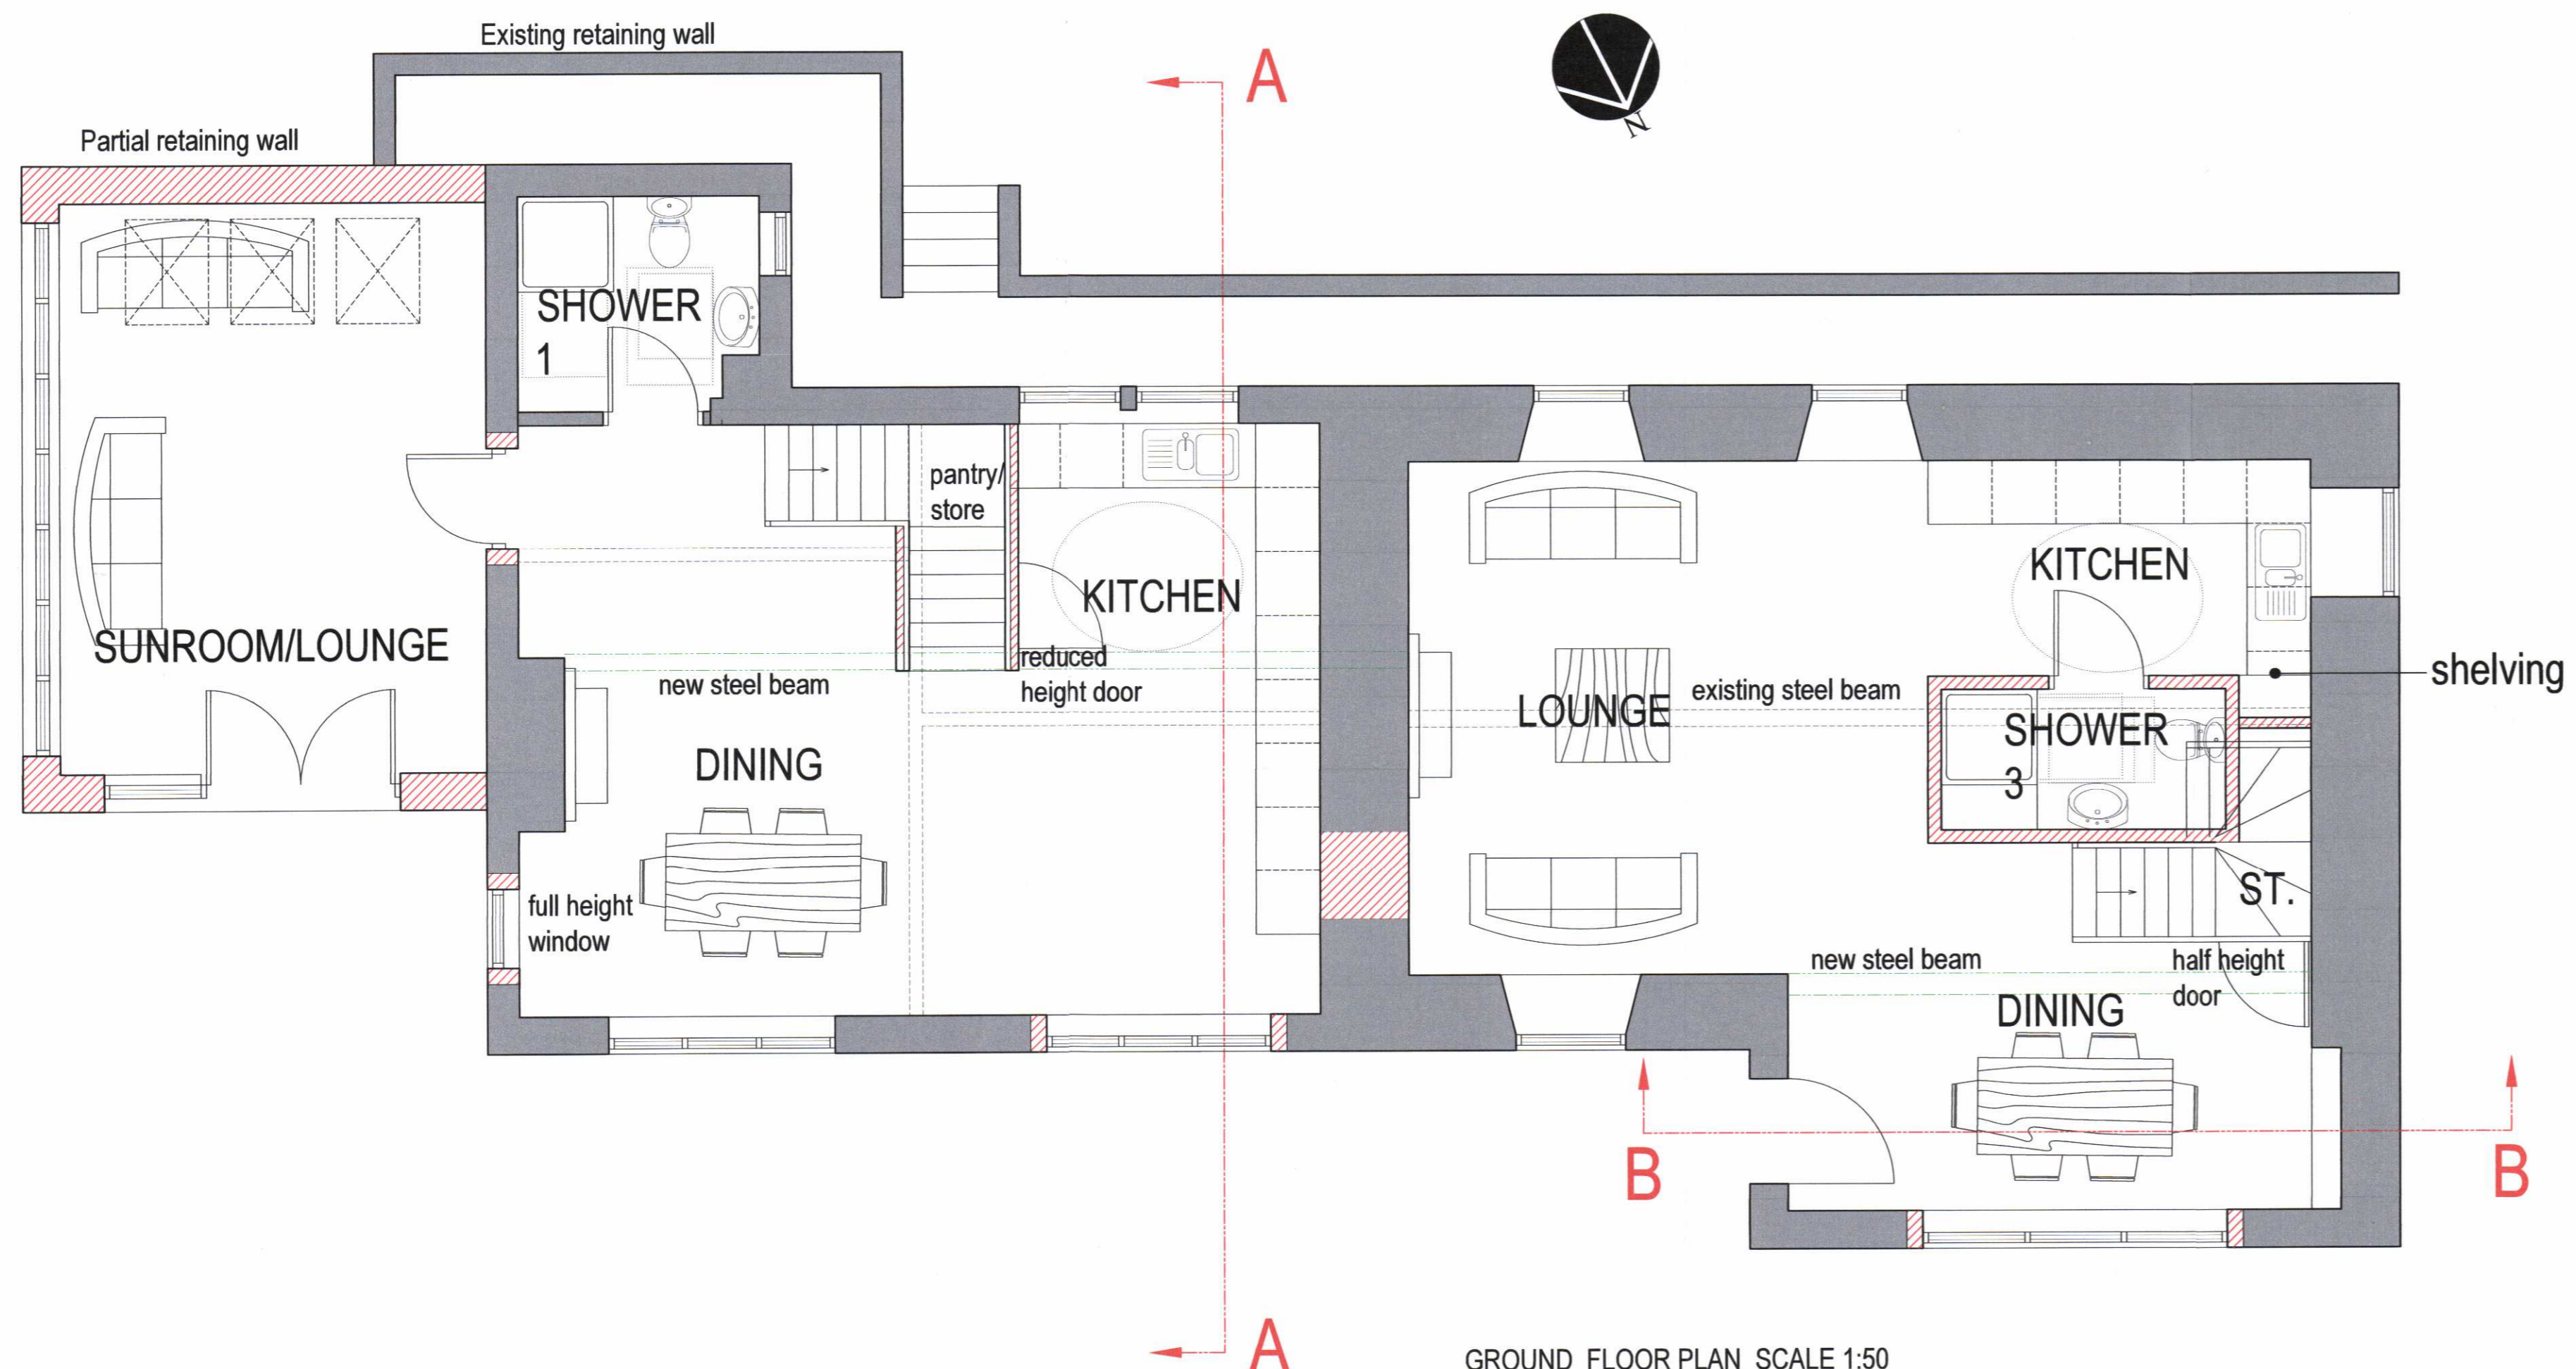 Existing retaining wall
A
N
Partial retaining wall
SHOWER
1
pantry/
store
KITCHEN
KITCHEN
SUNROOM/LOUNGE
reduced
height door
new steel beam
existing steel beam
shelving
LOUNGE
SHOWER
3
DINING
full height
window
ST.
new steel beam
half height
door
DINING
B
B
A
GROUND FLOOR PLAN SCALE 1:50